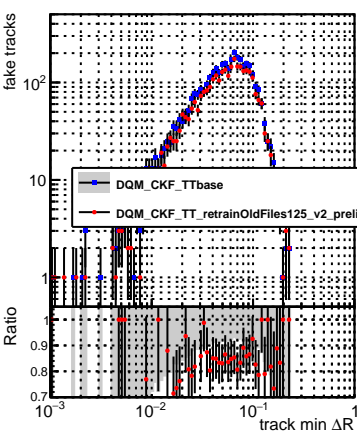 fake tracks
10²
10
1
DQM_CKF_TTbase
DQM_CKF_TT_retrainOldFiles125_v2_preli
Ratio
1
0.9
0.8
0.7
10⁻³ 10⁻² 10⁻¹ 1
track min ΔR